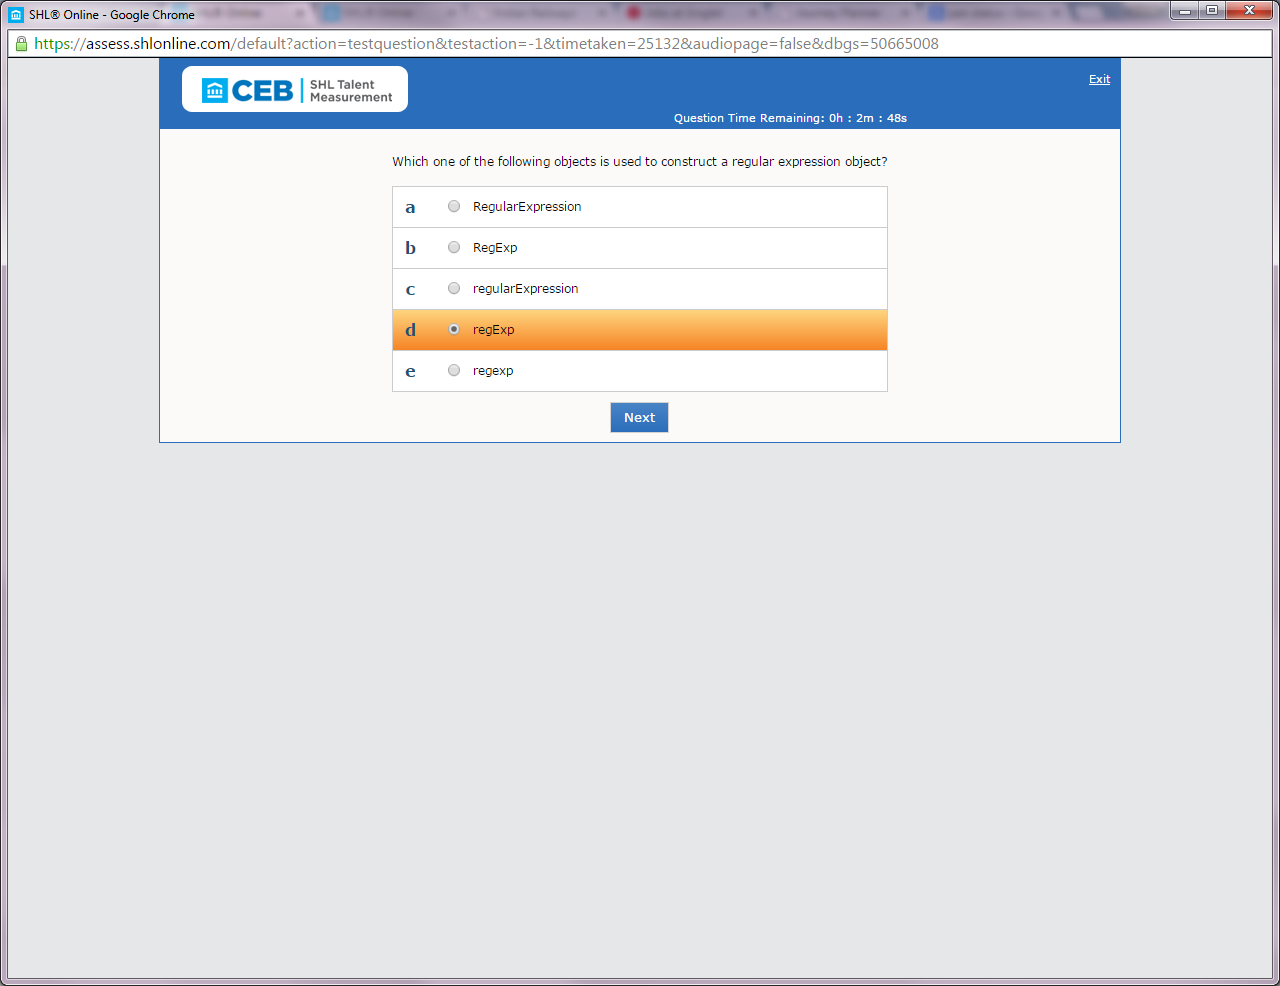 SHL® Online - Google Chrome
https://assess.shlonline.com/default?action=testquestion&testaction=-1&timetaken=25132&audiopage=false&dbgs=50665008
CEB SHL Talent
Measurement
Exit
Question Time Remaining: 0h : 2m : 48s
Which one of the following objects is used to construct a regular expression object?
a RegularExpression
b RegExp
c regularExpression
d regExp
e regexp
Next